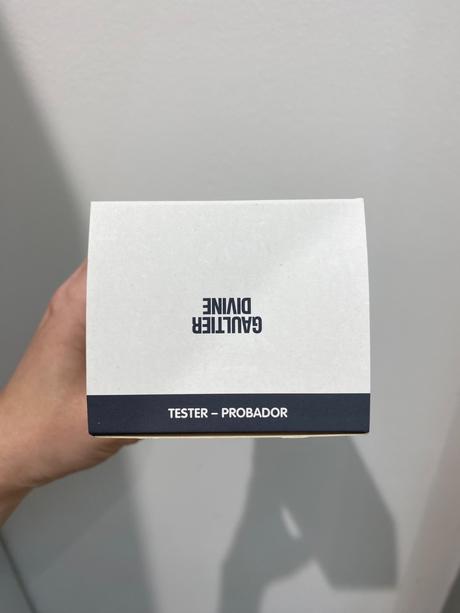 GAULTIER
DIVINE
TESTER – PROBADOR